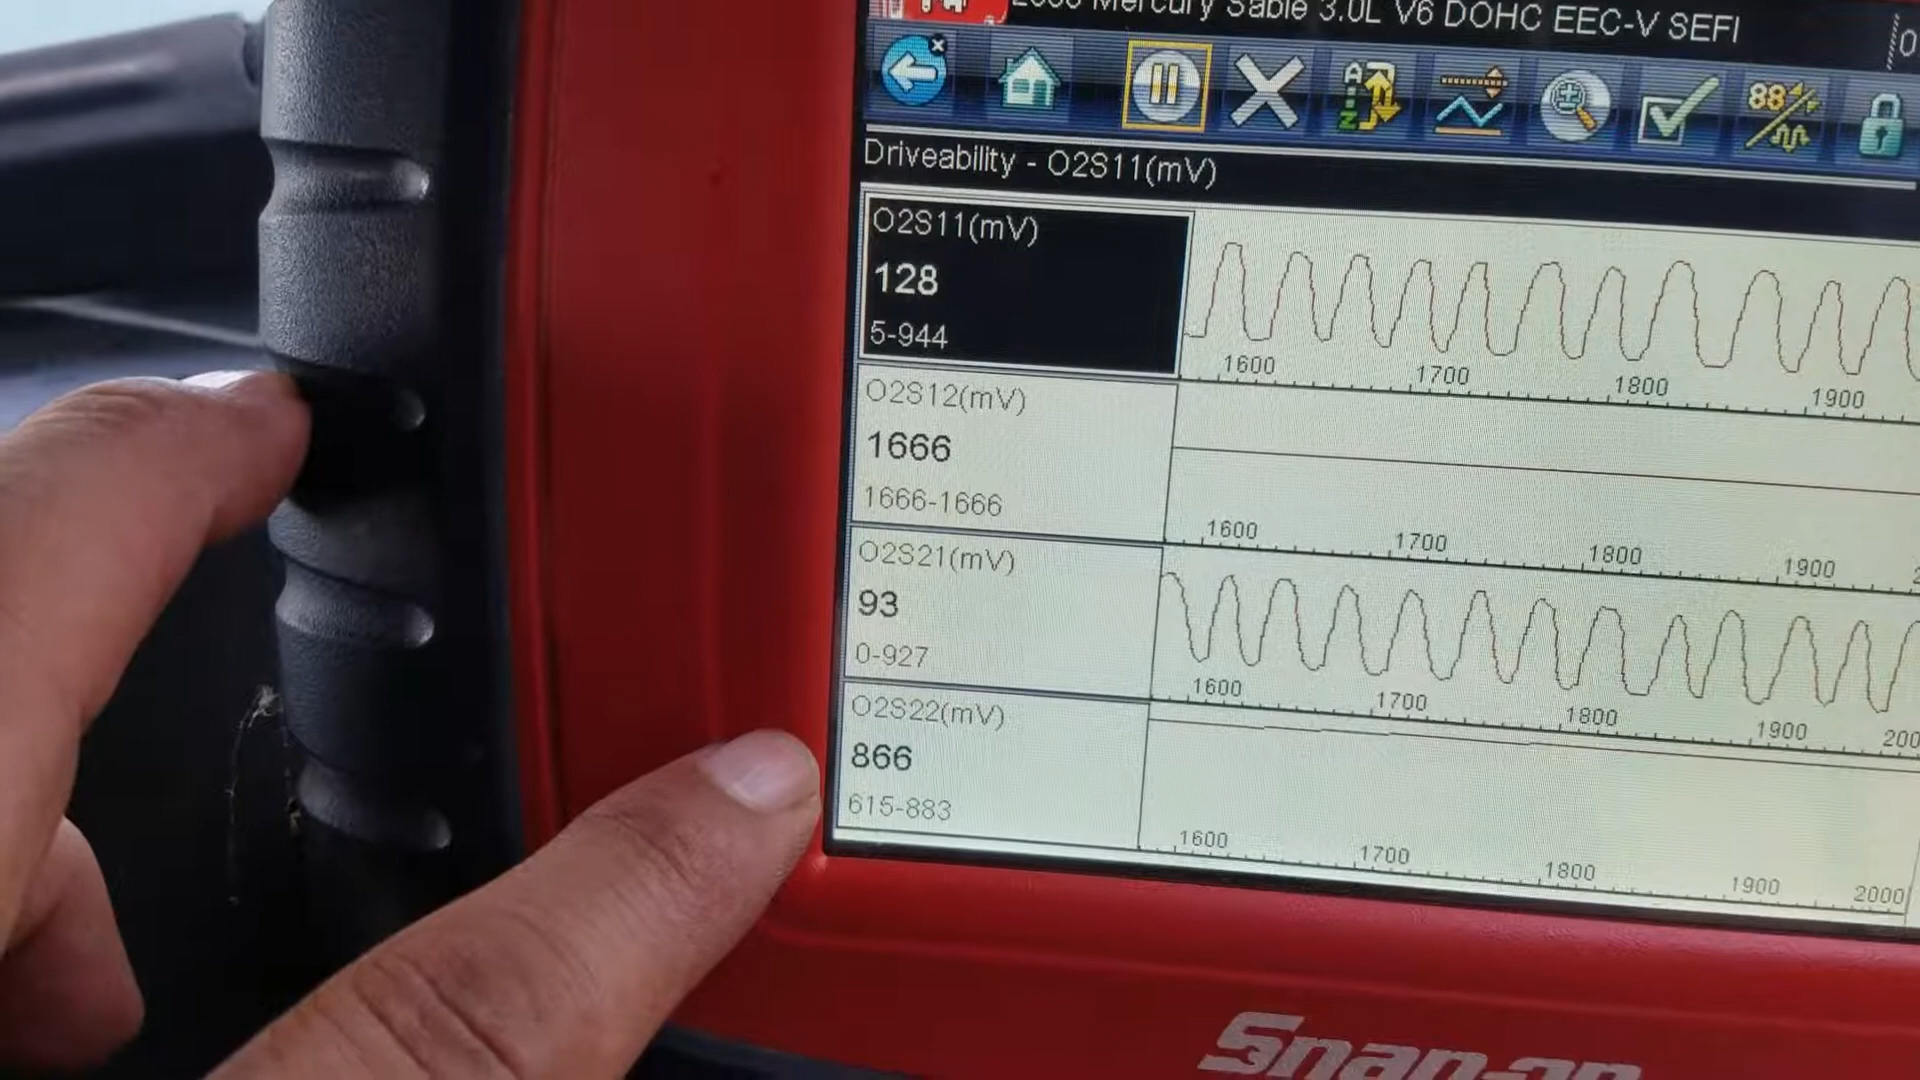 Mercury Sable 3.0L V6 DOHC EEC-V SEFI
Driveability - O2S11(mV)
O2S11(mV)
128
5-944
1600 1700 1800 1900
O2S12(mV)
1666
1666-1666
1600 1700 1800 1900
O2S21(mV)
93
0-927
1600 1700 1800 1900 200
O2S22(mV)
866
615-883
1600 1700 1800 1900 2000
Snap-on